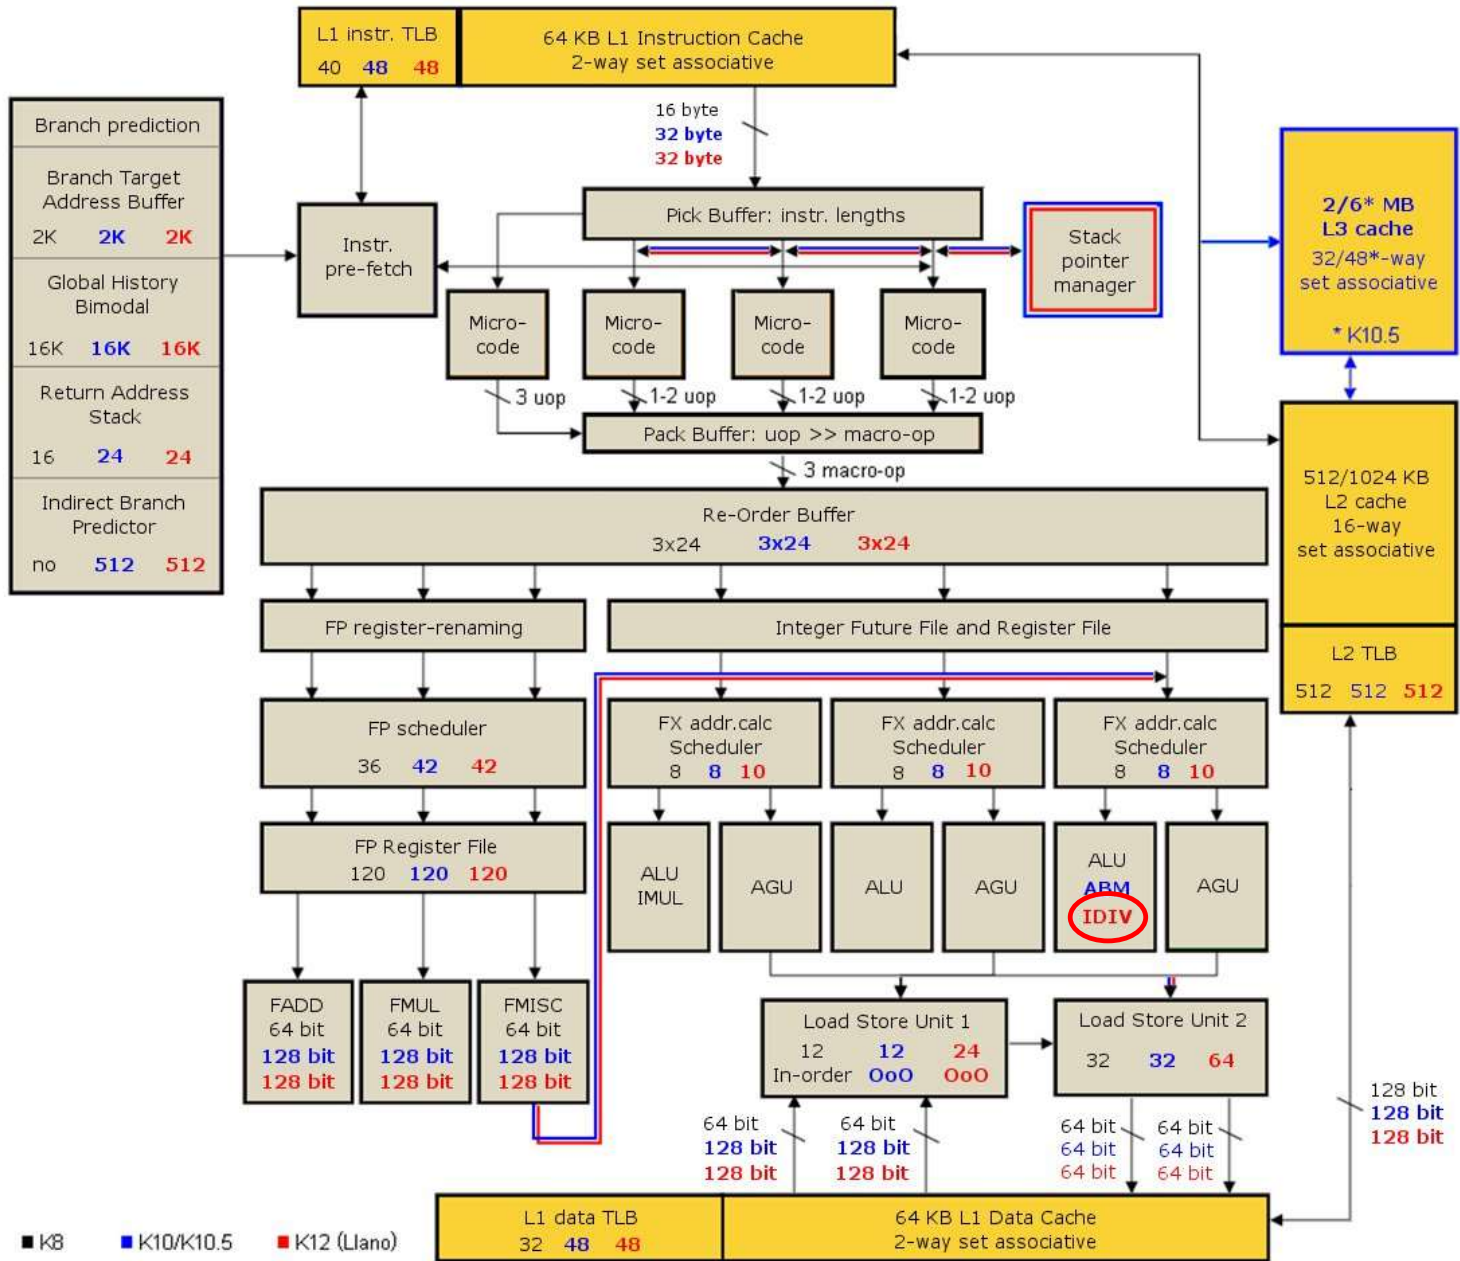 L1 instr. TLB
40 48 48
64 KB L1 Instruction Cache
2-way set associative
16 byte
32 byte
32 byte
Branch prediction
Branch Target
Address Buffer
2K 2K 2K
Global History
Bimodal
16K 16K 16K
Return Address
Stack
16 24 24
Indirect Branch
Predictor
no 512 512
Instr.
pre-fetch
Pick Buffer: instr. lengths
Stack
pointer
manager
2/6* MB
L3 cache
32/48*-way
set associative
* K10.5
Micro-
code
Micro-
code
Micro-
code
Micro-
code
3 uop
1-2 uop
1-2 uop
1-2 uop
Pack Buffer: uop >> macro-op
3 macro-op
512/1024 KB
L2 cache
16-way
set associative
L2 TLB
512 512 512
Re-Order Buffer
3x24 3x24 3x24
FP register-renaming
Integer Future File and Register File
FP scheduler
36 42 42
FX addr.calc
Scheduler
8 8 10
FX addr.calc
Scheduler
8 8 10
FX addr.calc
Scheduler
8 8 10
FP Register File
120 120 120
ALU
IMUL
AGU
ALU
AGU
ALU
ABM
IDIV
AGU
FADD
64 bit
128 bit
128 bit
FMUL
64 bit
128 bit
128 bit
FMISC
64 bit
128 bit
128 bit
Load Store Unit 1
12 12 24
In-order OoO OoO
Load Store Unit 2
32 32 64
64 bit
128 bit
128 bit
64 bit
128 bit
128 bit
64 bit
64 bit
64 bit
64 bit
64 bit
64 bit
128 bit
128 bit
128 bit
L1 data TLB
32 48 48
64 KB L1 Data Cache
2-way set associative
K8
K10/K10.5
K12 (Llano)